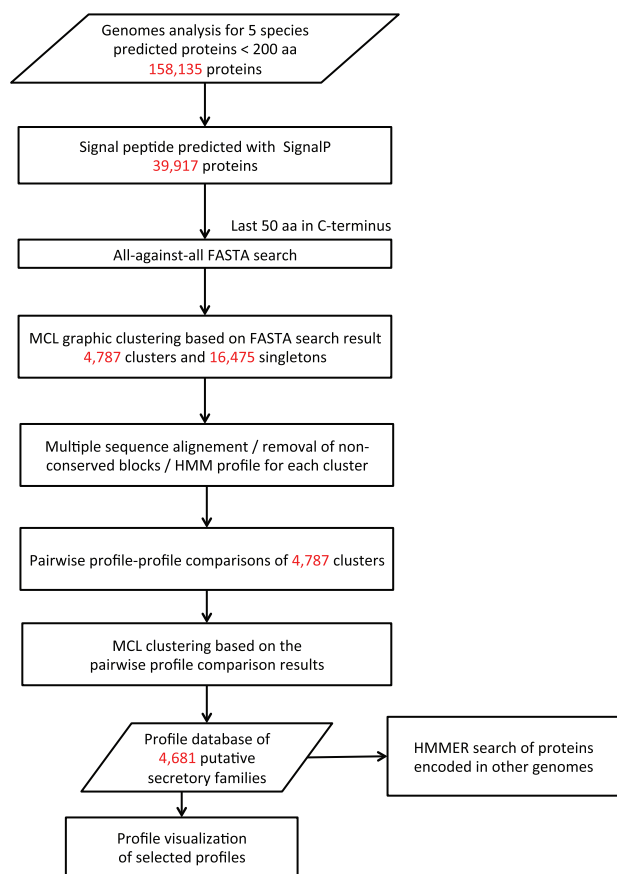 Genomes analysis for 5 species
predicted proteins < 200 aa
158,135 proteins
Signal peptide predicted with SignalP
39,917 proteins
Last 50 aa in C-terminus
All-against-all FASTA search
MCL graphic clustering based on FASTA search result
4,787 clusters and 16,475 singletons
Multiple sequence alignement / removal of non-
conserved blocks / HMM profile for each cluster
Pairwise profile-profile comparisons of 4,787 clusters
MCL clustering based on the
pairwise profile comparison results
Profile database of
4,681 putative
secretory families
HMMER search of proteins
encoded in other genomes
Profile visualization
of selected profiles